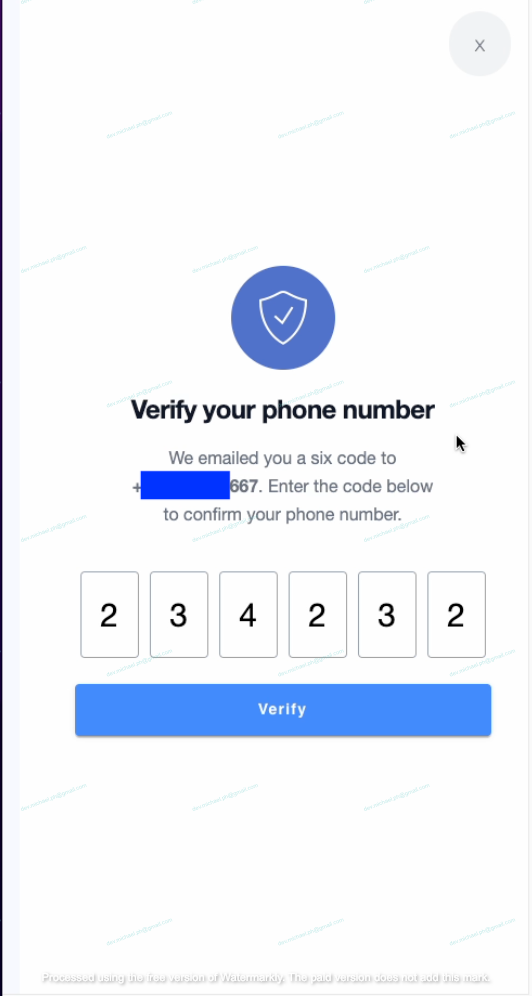 X
Verify your phone number
We emailed you a six code to
+667. Enter the code below
to confirm your phone number.
2 3 4 2 3 2
Verify
Processed using the free version of Watermarkly. The paid version does not add this mark.